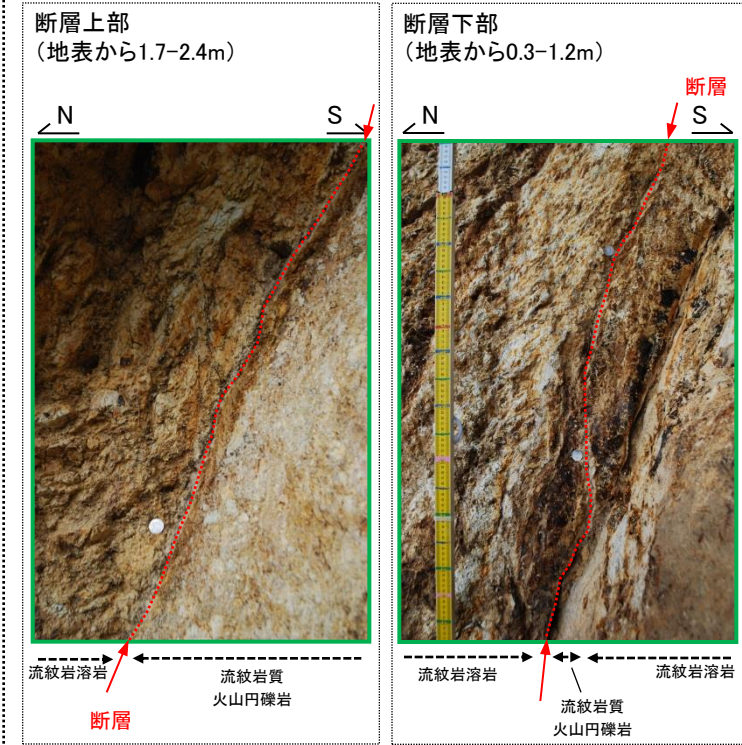 断層上部
（地表から1.7-2.4m）
N
S
流紋岩溶岩
流紋岩質
火山円礫岩
断層
断層下部
（地表から0.3-1.2m）
断層
N
S
流紋岩溶岩
流紋岩質
火山円礫岩
流紋岩溶岩